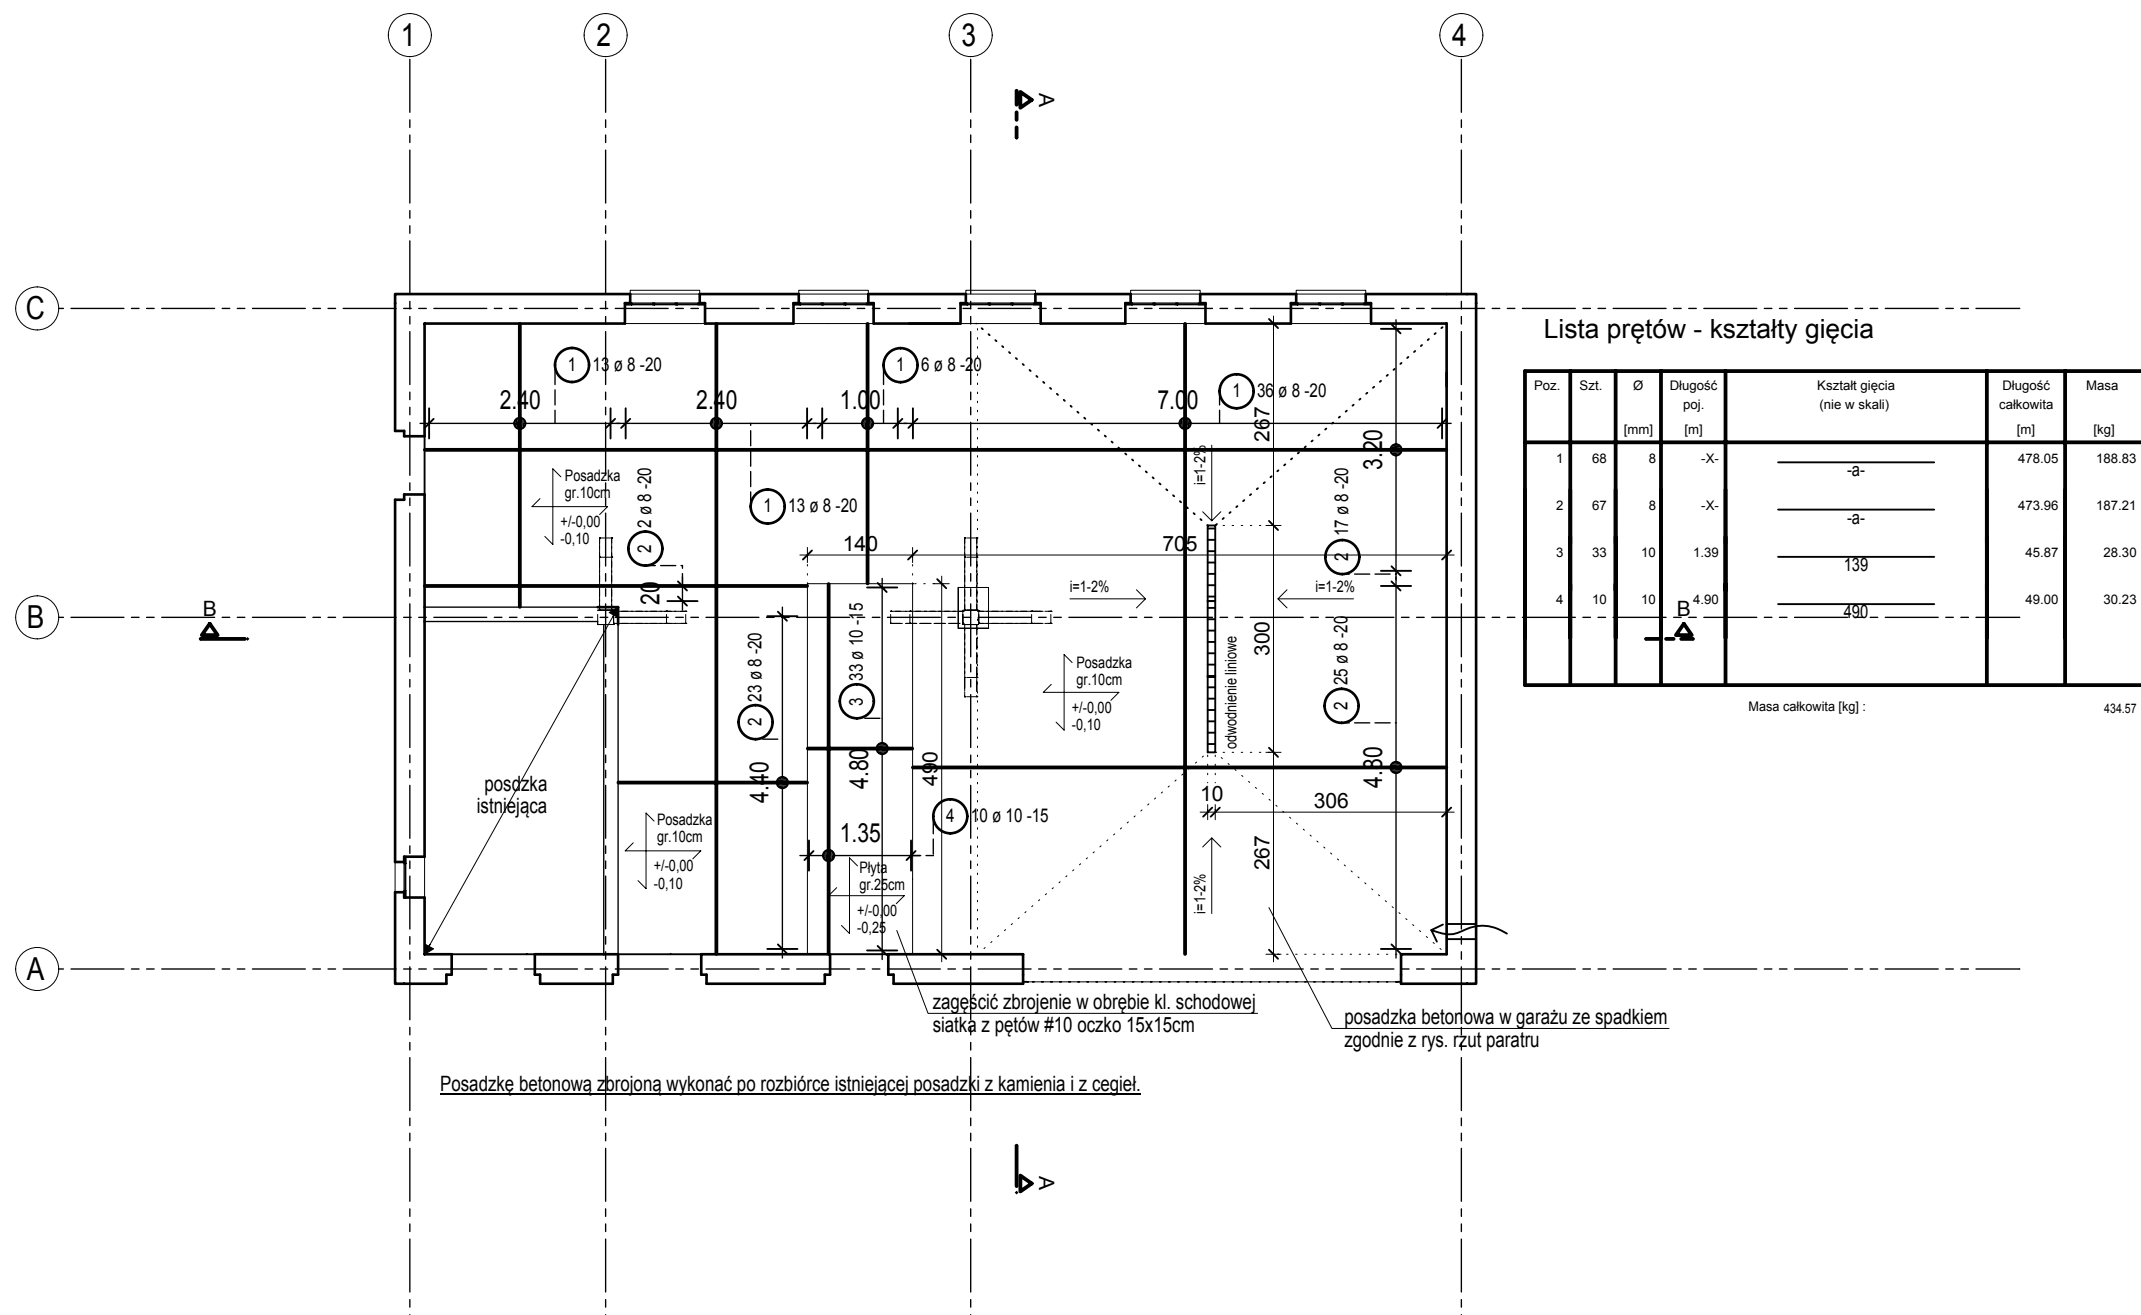 1
2
3
4
A
C
Lista prętów - kształty gięcia
1 13 ø 8 -20
1 6 ø 8 -20
1 36 ø 8 -20
2.40
2.40
1.00
7.00
267
3.20
Poz. Szt. Ø Długość Kształt gięcia Długość Masa
poj. (nie w skali) całkowita
[mm] [m] [m] [kg]
1 68 8 -X- -a- 478.05 188.83
2 67 8 -X- -a- 473.96 187.21
3 33 10 1.39 139 45.87 28.30
4 10 10 4.90 490 49.00 30.23
Masa całkowita [kg] : 434.57
Posadzka
gr.10cm
+/-0,00
-0,10
2 2 ø 8 -20
1 13 ø 8 -20
i=1-2%
2 17 ø 8 -20
140
705
20
i=1-2%
i=1-2%
B
B
B
2 23 ø 8 -20
3 33 ø 10 -15
Posadzka
gr.10cm
+/-0,00
-0,10
300
odwodnienie liniowe
2 25 ø 8 -20
posdzka
istniejąca
4.40
4.80
490
4.80
10
306
Posadzka
gr.10cm
+/-0,00
-0,10
1.35
4 10 ø 10 -15
Płyta
gr.25cm
+/-0,00
-0,25
i=1-2%
267
A
zagęścić zbrojenie w obrębie kl. schodowej
siatka z pętów #10 oczko 15x15cm
posadzka betonowa w garażu ze spadkiem
zgodnie z rys. rzut paratru
Posadzkę betonową zbrojoną wykonać po rozbiórce istniejącej posadzki z kamienia i z cegieł.
A